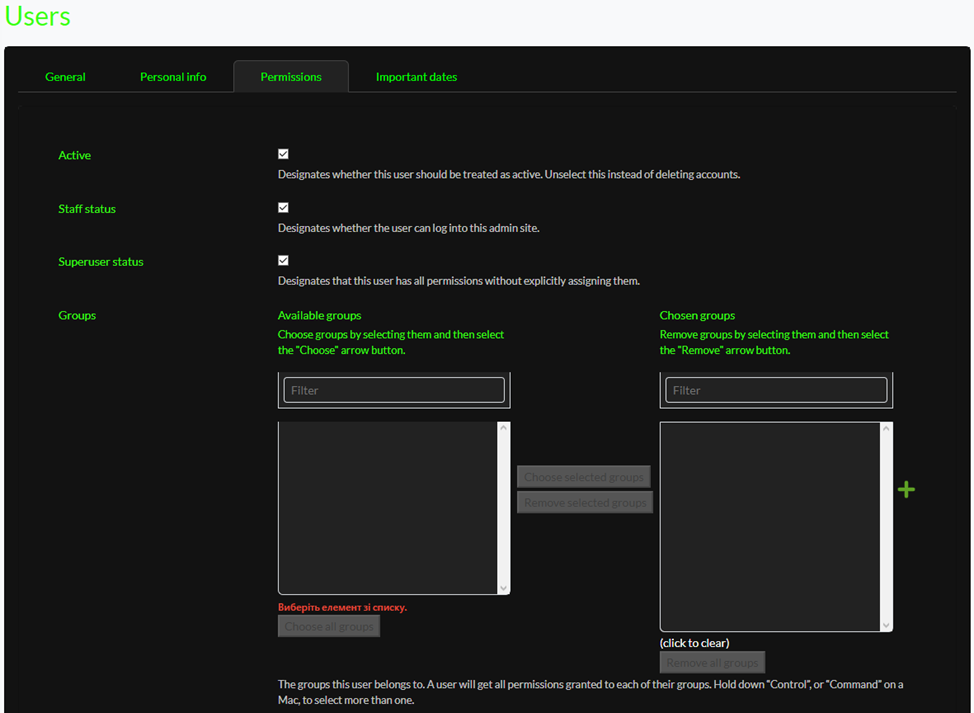 Users
General
Personal info
Permissions
Important dates
Active
Designates whether this user should be treated as active. Unselect this instead of deleting accounts.
Staff status
Designates whether the user can log into this admin site.
Superuser status
Designates that this user has all permissions without explicitly assigning them.
Groups
Available groups
Choose groups by selecting them and then select
the "Choose" arrow button.
Filter
Choose selected groups
Remove selected groups
Виберіть елемент зі списку.
Choose all groups
Chosen groups
Remove groups by selecting them and then select
the "Remove" arrow button.
Filter
(click to clear)
Remove all groups
The groups this user belongs to. A user will get all permissions granted to each of their groups. Hold down "Control", or "Command" on a
Mac, to select more than one.